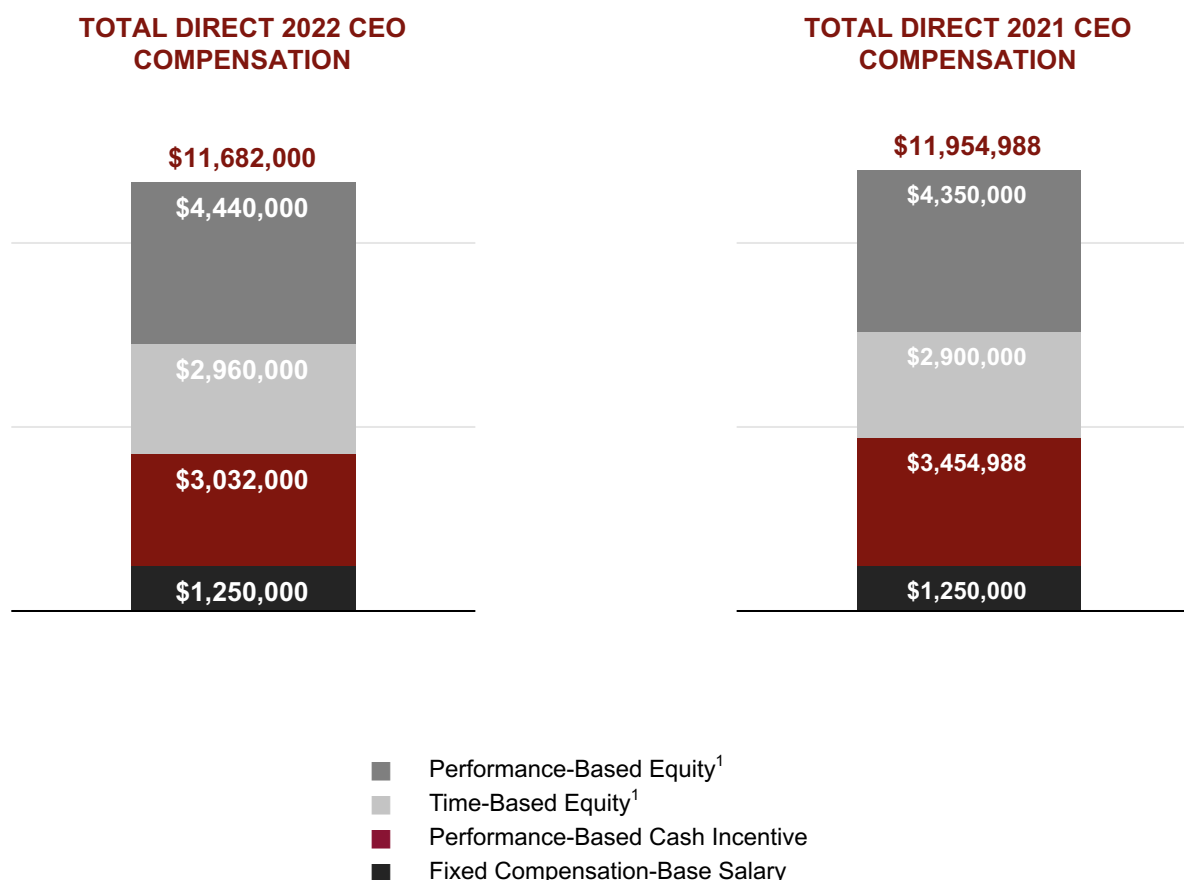 TOTAL DIRECT 2022 CEO
COMPENSATION
$11,682,000
$4,440,000
$2,960,000
$3,032,000
$1,250,000
TOTAL DIRECT 2021 CEO
COMPENSATION
$11,954,988
$4,350,000
$2,900,000
$3,454,988
$1,250,000
Performance-Based Equity¹
Time-Based Equity¹
Performance-Based Cash Incentive
Fixed Compensation-Base Salary